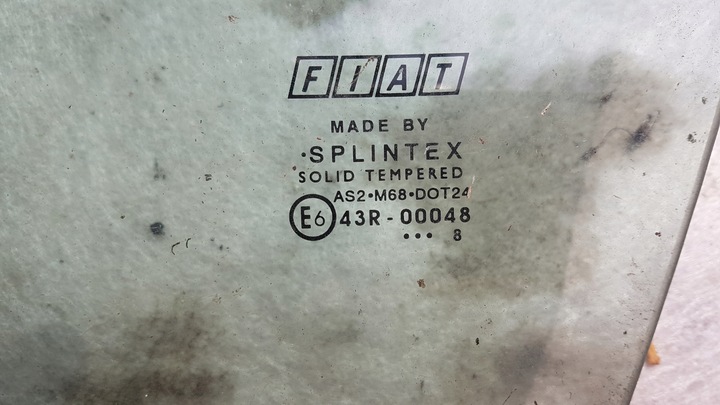 FIAT
MADE BY
·SPLINTEX
SOLID TEMPERED
AS2·M68·DOT24
E6 43R-00048
••• 8